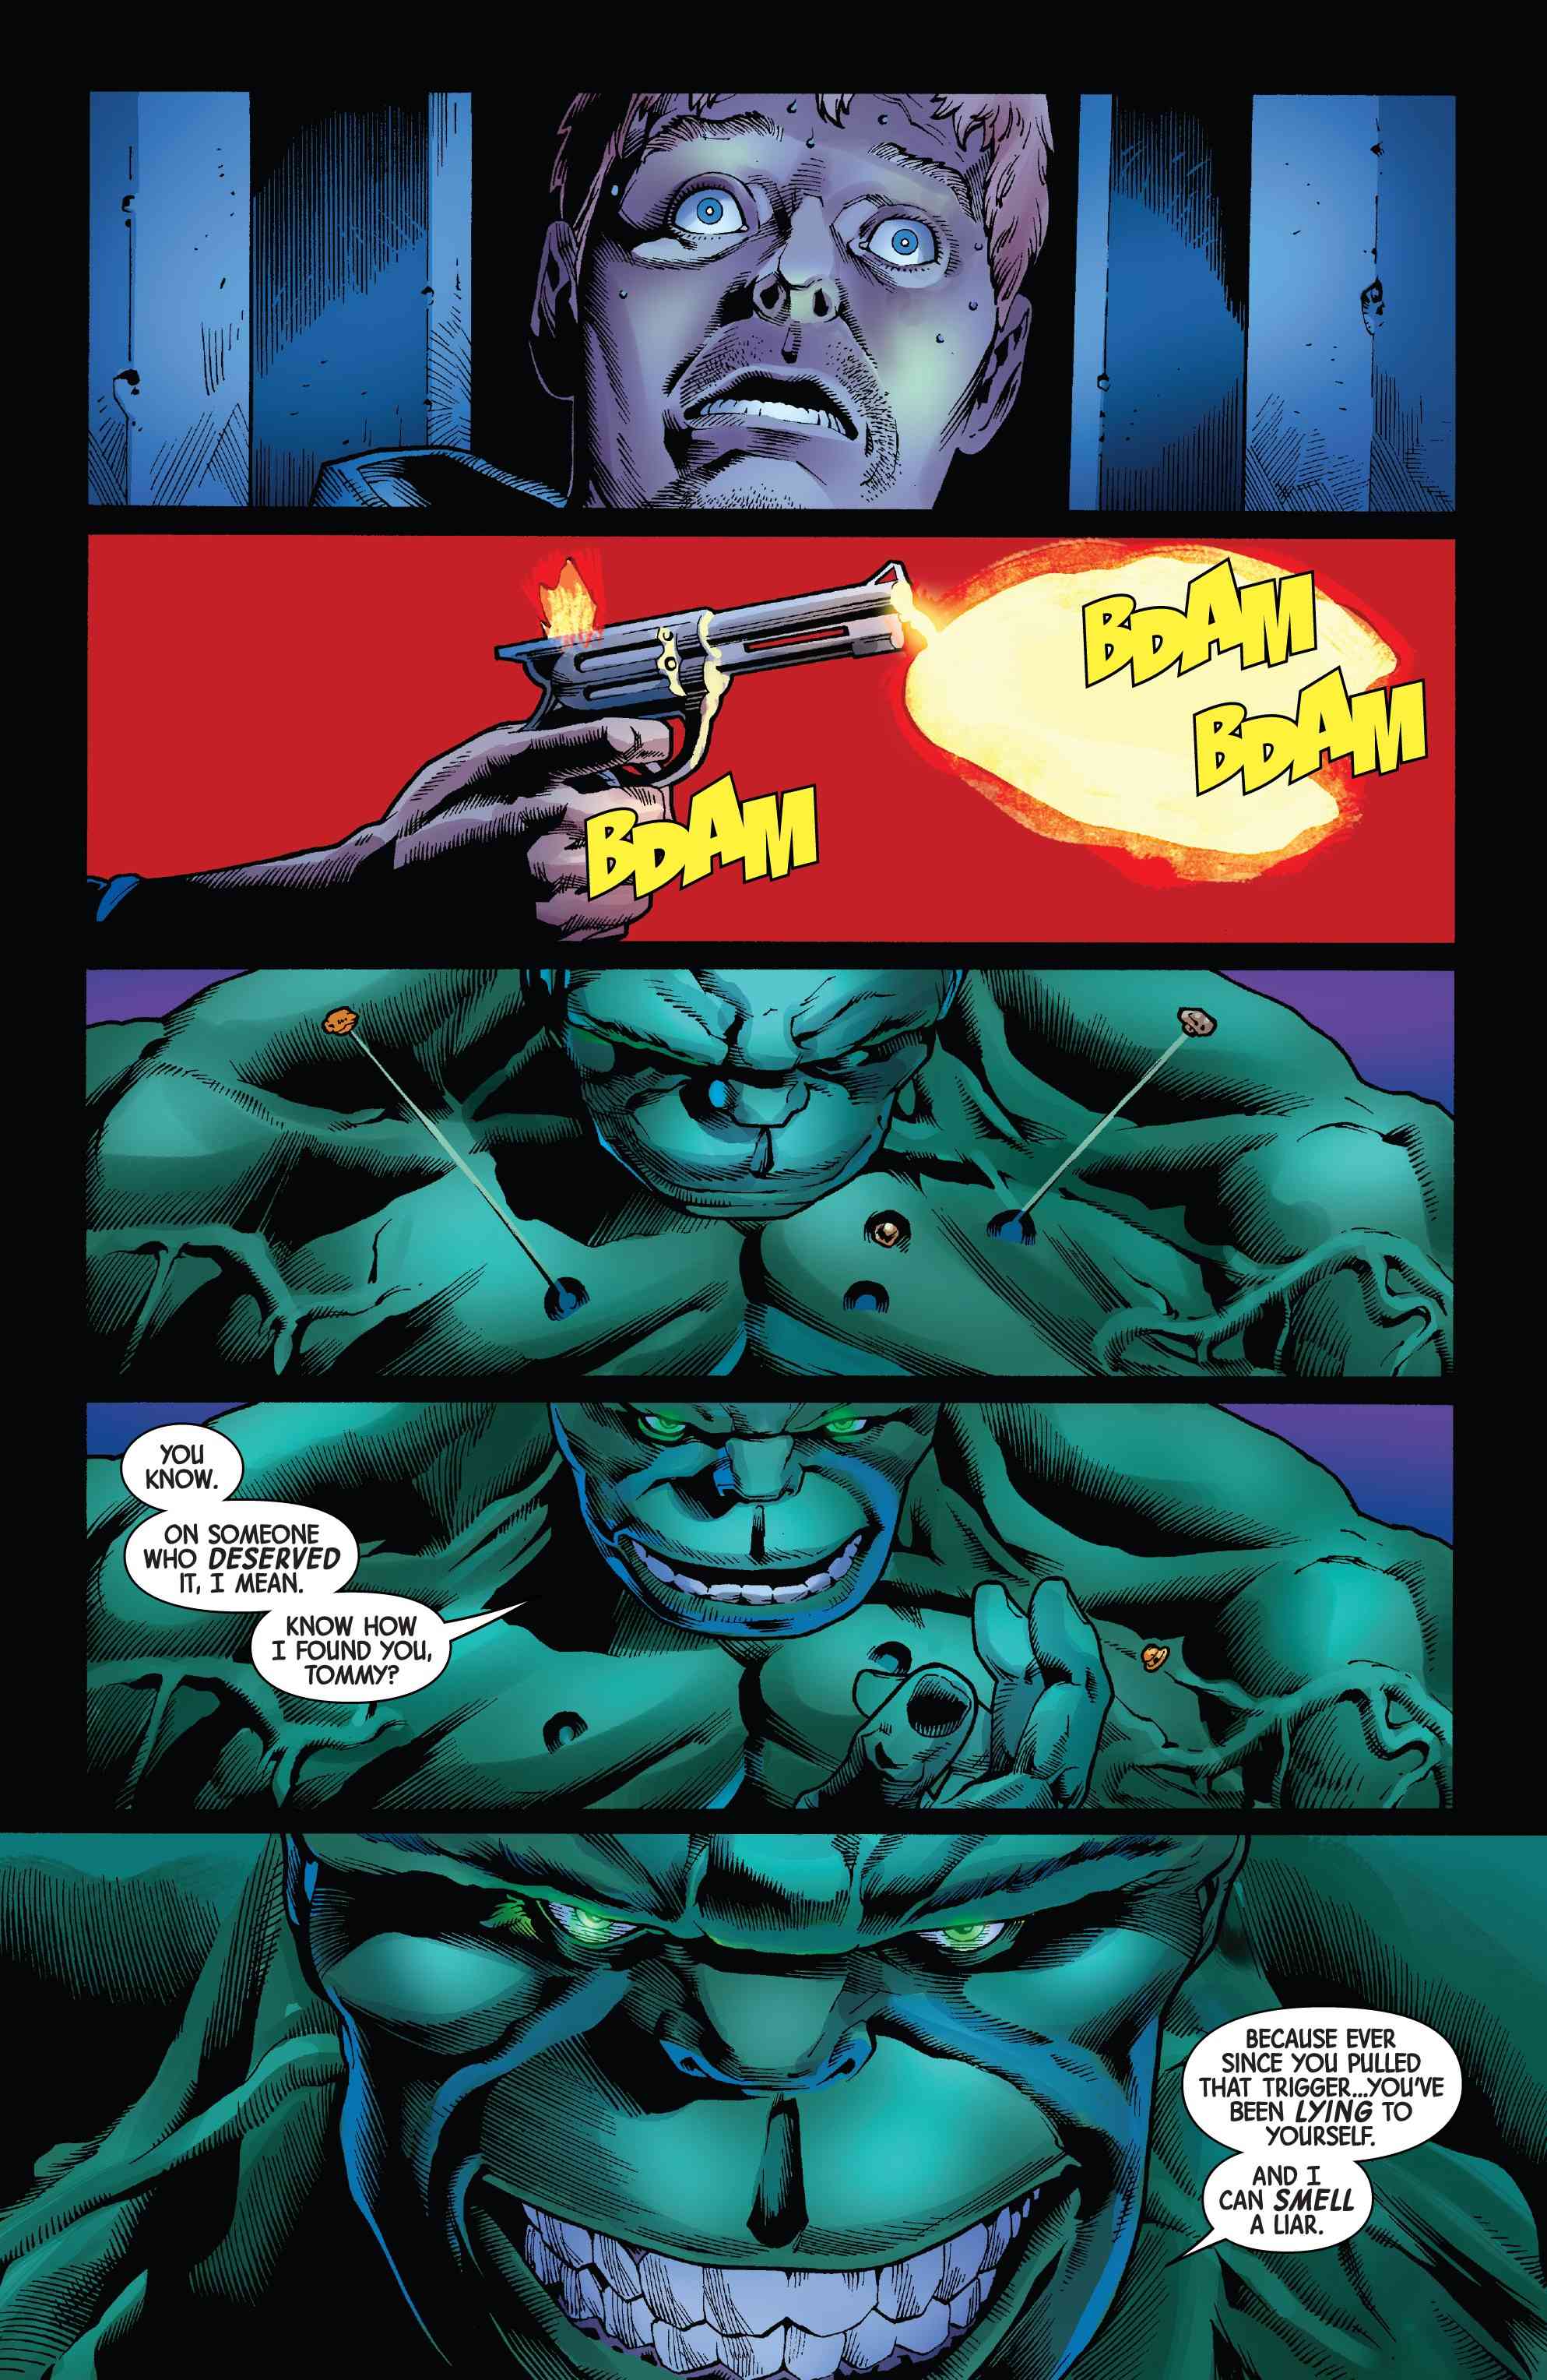 BDAM
BDAM
BDAM
YOU
KNOW.
ON SOMEONE
WHO DESERVED
IT, I MEAN.
KNOW HOW
I FOUND YOU,
TOMMY?
BECAUSE EVER
SINCE YOU PULLED
THAT TRIGGER...YOU'VE
BEEN LYING TO
YOURSELF.
AND I
CAN SMELL
A LIAR.